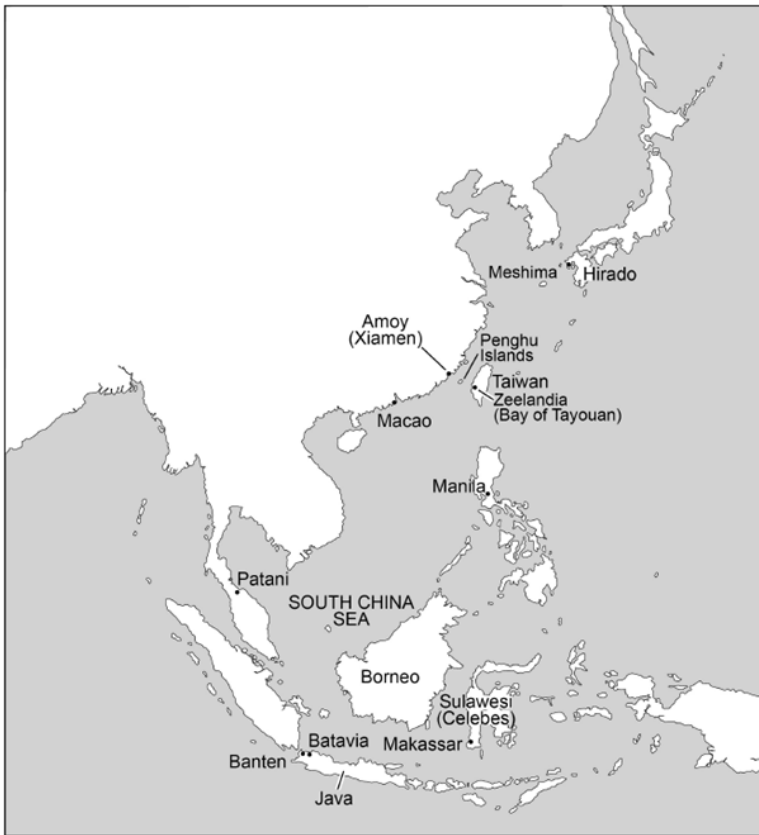 Meshima
Hirado
Amoy
(Xiamen)
Penghu
Islands
Taiwan
Zeelandia
(Bay of Tayouan)
Macao
Manila
Patani
SOUTH CHINA
SEA
Borneo
Sulawesi
(Celebes)
Makassar
Batavia
Banten
Java